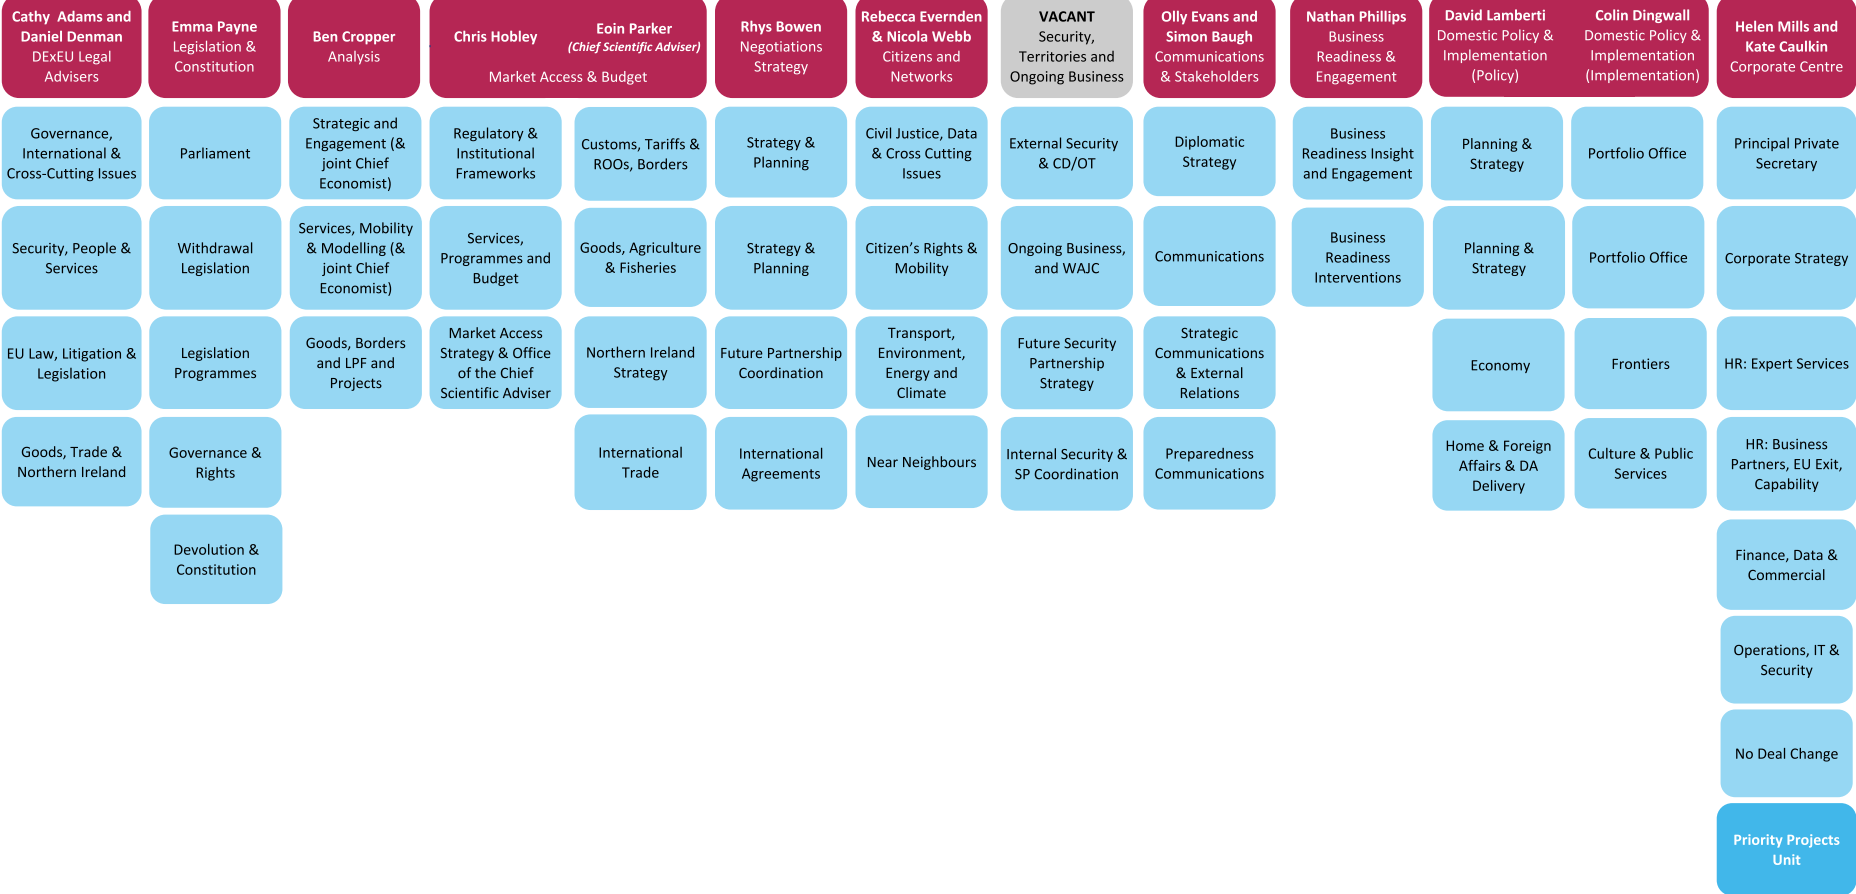 Cathy  Adams and
Daniel Denman
DExEU Legal
Advisers
Emma Payne
Legislation &
Constitution
Ben Cropper
Analysis
Chris Hobley
Eoin Parker
(Chief Scientific Adviser)
Market Access & Budget
Rhys Bowen
Negotiations
Strategy
Rebecca Evernden
& Nicola Webb
Citizens and
Networks
VACANT
Security,
Territories and
Ongoing Business
Olly Evans and
Simon Baugh
Communications
& Stakeholders
Nathan Phillips
Business
Readiness &
Engagement
David Lamberti
Domestic Policy &
Implementation
(Policy)
Colin Dingwall
Domestic Policy &
Implementation
(Implementation)
Helen Mills and
Kate Caulkin
Corporate Centre
Governance,
International &
Cross-Cutting Issues
Parliament
Strategic and
Engagement (&
joint Chief
Economist)
Regulatory &
Institutional
Frameworks
Customs, Tariffs &
ROOs, Borders
Strategy &
Planning
Civil Justice, Data
& Cross Cutting
Issues
External Security
& CD/OT
Diplomatic
Strategy
Business
Readiness Insight
and Engagement
Planning &
Strategy
Portfolio Office
Principal Private
Secretary
Security, People &
Services
Withdrawal
Legislation
Services, Mobility
& Modelling (&
joint Chief
Economist)
Services,
Programmes and
Budget
Goods, Agriculture
& Fisheries
Strategy &
Planning
Citizen’s Rights &
Mobility
Ongoing Business,
and WAJC
Communications
Business
Readiness
Interventions
Planning &
Strategy
Portfolio Office
Corporate Strategy
EU Law, Litigation &
Legislation
Legislation
Programmes
Goods, Borders
and LPF and
Projects
Market Access
Strategy & Office
of the Chief
Scientific Adviser
Northern Ireland
Strategy
Future Partnership
Coordination
Transport,
Environment,
Energy and
Climate
Future Security
Partnership
Strategy
Strategic
Communications
& External
Relations
Economy
Frontiers
HR: Expert Services
Goods, Trade &
Northern Ireland
Governance &
Rights
International
Trade
International
Agreements
Near Neighbours
Internal Security &
SP Coordination
Preparedness
Communications
Home & Foreign
Affairs & DA
Delivery
Culture & Public
Services
HR: Business
Partners, EU Exit,
Capability
Devolution &
Constitution
Finance, Data &
Commercial
Operations, IT &
Security
No Deal Change
Priority Projects
Unit